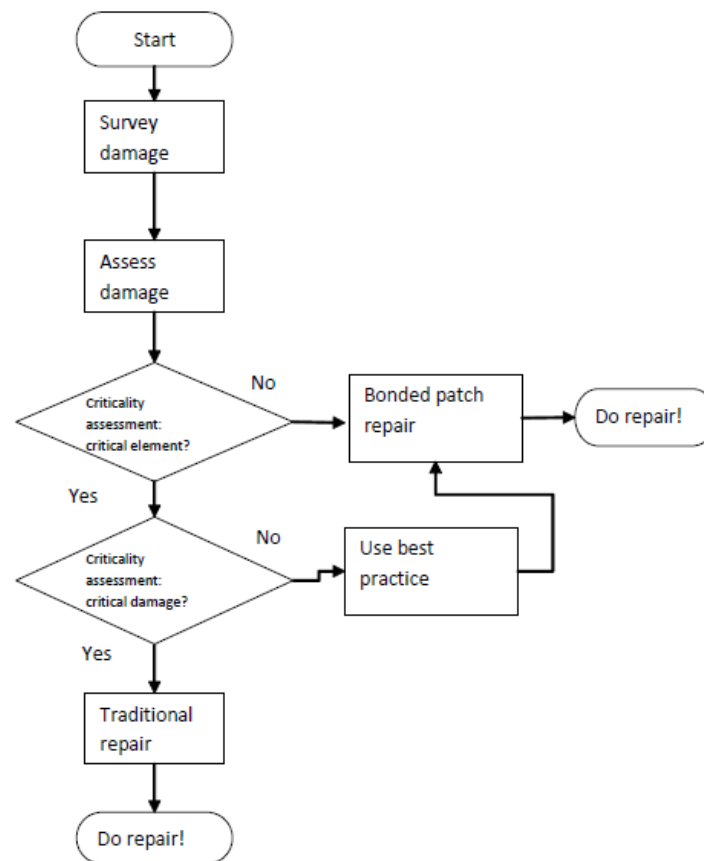 Start
Survey
damage
Assess
damage
No
Criticality
assessment:
critical element?
Bonded patch
repair
Do repair!
Yes
No
Criticality
assessment:
critical damage?
Use best
practice
Yes
Traditional
repair
Do repair!